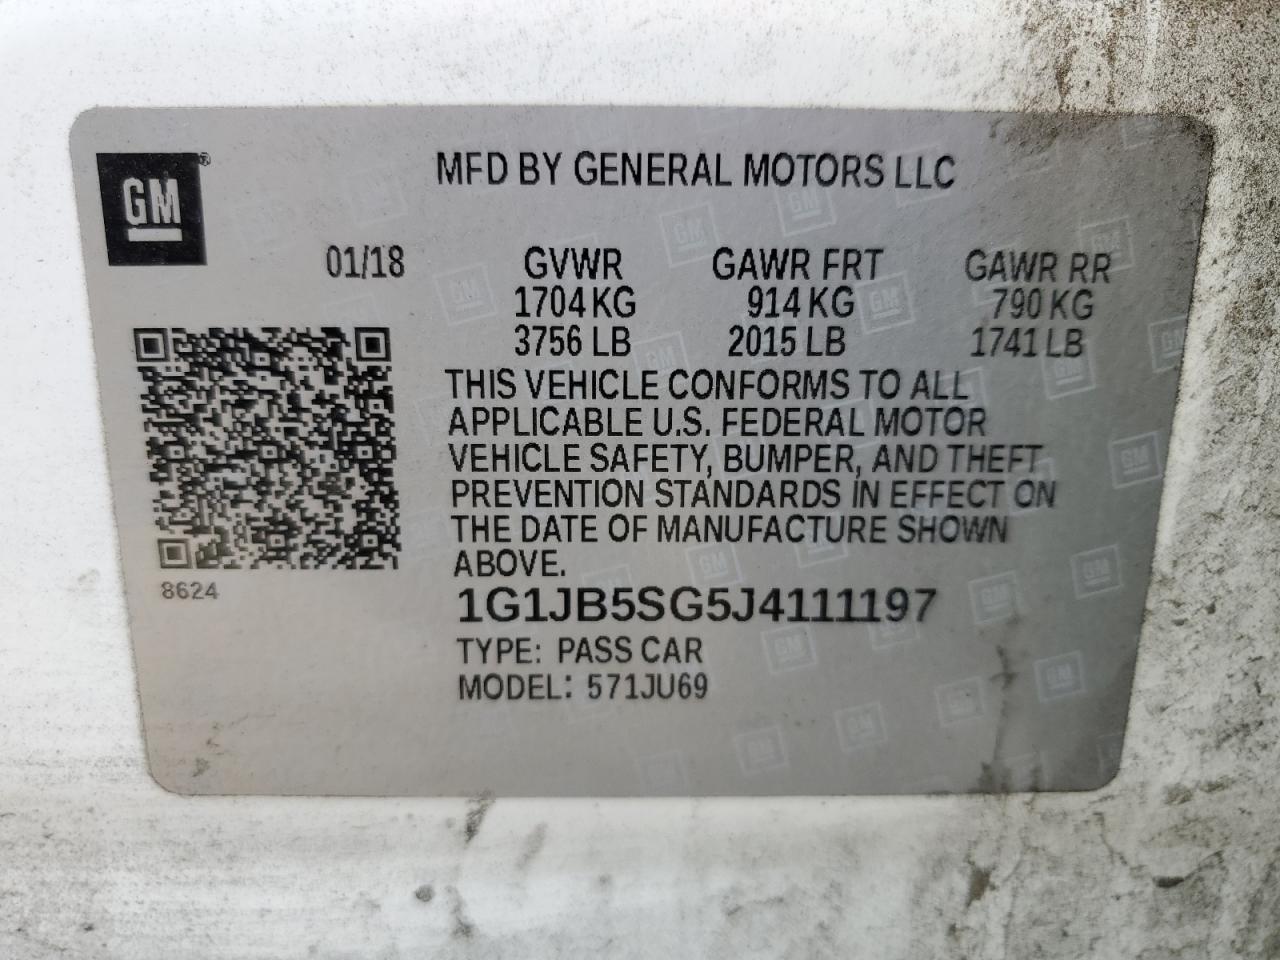 GM®
MFD BY GENERAL MOTORS LLC
01/18 GVWR GAWR FRT GAWR RR
1704 KG 914 KG 790 KG
3756 LB 2015 LB 1741 LB
THIS VEHICLE CONFORMS TO ALL
APPLICABLE U.S. FEDERAL MOTOR
VEHICLE SAFETY, BUMPER, AND THEFT
PREVENTION STANDARDS IN EFFECT ON
THE DATE OF MANUFACTURE SHOWN
ABOVE.
8624
1G1JB5SG5J4111197
TYPE: PASS CAR
MODEL: 571JU69